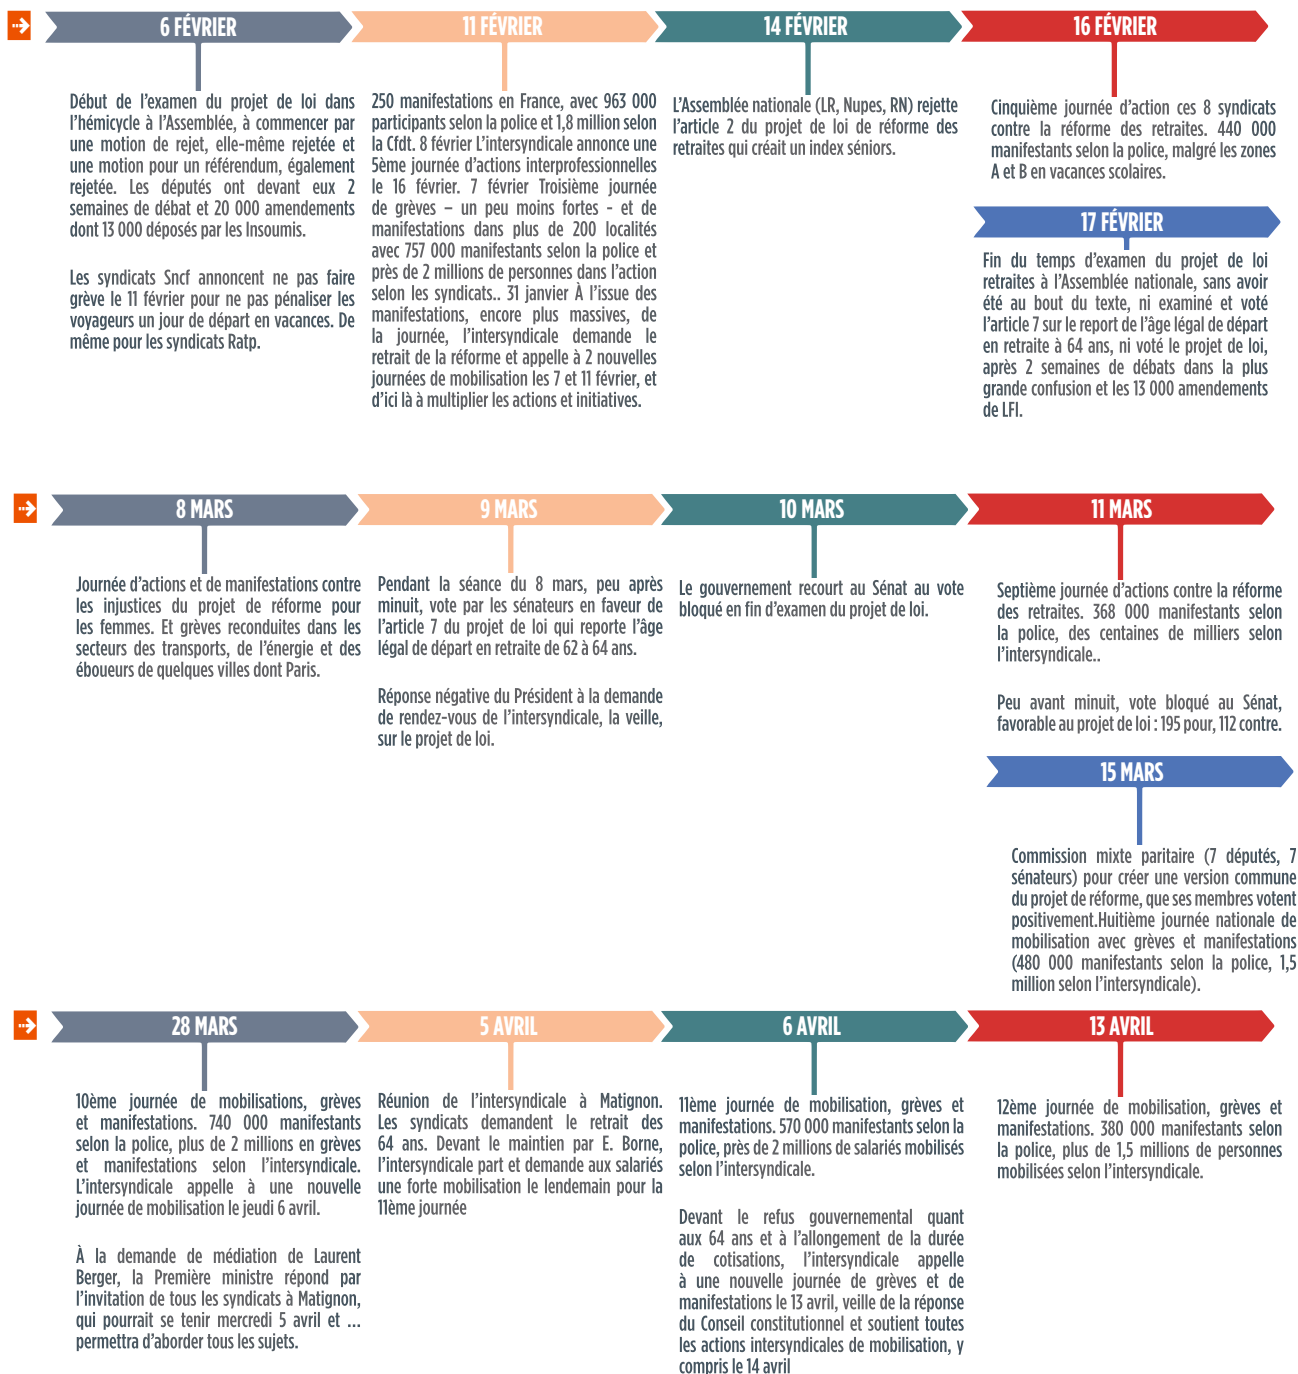 6 FÉVRIER
Début de l'examen du projet de loi dans
l'hémicycle à l'Assemblée, à commencer par
une motion de rejet, elle-même rejetée et
une motion pour un référendum, également
rejetée. Les députés ont devant eux 2
semaines de débat et 20 000 amendements
dont 13 000 déposés par les Insoumis.
Les syndicats Sncf annoncent ne pas faire
grève le 11 février pour ne pas pénaliser les
voyageurs un jour de départ en vacances. De
même pour les syndicats Ratp.
11 FÉVRIER
250 manifestations en France, avec 963 000
participants selon la police et 1,8 million selon
la Cfdt. 8 février L'intersyndicale annonce une
5ème journée d'actions interprofessionnelles
le 16 février. 7 février Troisième journée
de grèves – un peu moins fortes - et de
manifestations dans plus de 200 localités
avec 757 000 manifestants selon la police et
près de 2 millions de personnes dans l'action
selon les syndicats.. 31 janvier À l'issue des
manifestations, encore plus massives, de
la journée, l'intersyndicale demande le
retrait de la réforme et appelle à 2 nouvelles
journées de mobilisation les 7 et 11 février, et
d'ici là à multiplier les actions et initiatives.
14 FÉVRIER
L'Assemblée nationale (LR, Nupes, RN) rejette
l'article 2 du projet de loi de réforme des
retraites qui créait un index séniors.
16 FÉVRIER
Cinquième journée d'action ces 8 syndicats
contre la réforme des retraites. 440 000
manifestants selon la police, malgré les zones
A et B en vacances scolaires.
17 FÉVRIER
Fin du temps d'examen du projet de loi
retraites à l'Assemblée nationale, sans avoir
été au bout du texte, ni examiné et voté
l'article 7 sur le report de l'âge légal de départ
en retraite à 64 ans, ni voté le projet de loi,
après 2 semaines de débats dans la plus
grande confusion et les 13 000 amendements
de LFI.
8 MARS
Journée d'actions et de manifestations contre
les injustices du projet de réforme pour
les femmes. Et grèves reconduites dans les
secteurs des transports, de l'énergie et des
éboueurs de quelques villes dont Paris.
9 MARS
Pendant la séance du 8 mars, peu après
minuit, vote par les sénateurs en faveur de
l'article 7 du projet de loi qui reporte l'âge
légal de départ en retraite de 62 à 64 ans.
Réponse négative du Président à la demande
de rendez-vous de l'intersyndicale, la veille,
sur le projet de loi.
10 MARS
Le gouvernement recourt au Sénat au vote
bloqué en fin d'examen du projet de loi.
11 MARS
Septième journée d'actions contre la réforme
des retraites. 368 000 manifestants selon
la police, des centaines de milliers selon
l'intersyndicale..
Peu avant minuit, vote bloqué au Sénat,
favorable au projet de loi : 195 pour, 112 contre.
15 MARS
Commission mixte paritaire (7 députés, 7
sénateurs) pour créer une version commune
du projet de réforme, que ses membres votent
positivement.Huitième journée nationale de
mobilisation avec grèves et manifestations
(480 000 manifestants selon la police, 1,5
million selon l'intersyndicale).
28 MARS
10ème journée de mobilisations, grèves
et manifestations. 740 000 manifestants
selon la police, plus de 2 millions en grèves
et manifestations selon l'intersyndicale.
L'intersyndicale appelle à une nouvelle
journée de mobilisation le jeudi 6 avril.
À la demande de médiation de Laurent
Berger, la Première ministre répond par
l'invitation de tous les syndicats à Matignon,
qui pourrait se tenir mercredi 5 avril et ...
permettra d'aborder tous les sujets.
5 AVRIL
Réunion de l'intersyndicale à Matignon.
Les syndicats demandent le retrait des
64 ans. Devant le maintien par E. Borne,
l'intersyndicale part et demande aux salariés
une forte mobilisation le lendemain pour la
11ème journée
6 AVRIL
11ème journée de mobilisation, grèves et
manifestations. 570 000 manifestants selon la
police, près de 2 millions de salariés mobilisés
selon l'intersyndicale.
Devant le refus gouvernemental quant
aux 64 ans et à l'allongement de la durée
de cotisations, l'intersyndicale appelle
à une nouvelle journée de grèves et de
manifestations le 13 avril, veille de la réponse
du Conseil constitutionnel et soutient toutes
les actions intersyndicales de mobilisation, y
compris le 14 avril
13 AVRIL
12ème journée de mobilisation, grèves et
manifestations. 380 000 manifestants selon
la police, plus de 1,5 millions de personnes
mobilisées selon l'intersyndicale.